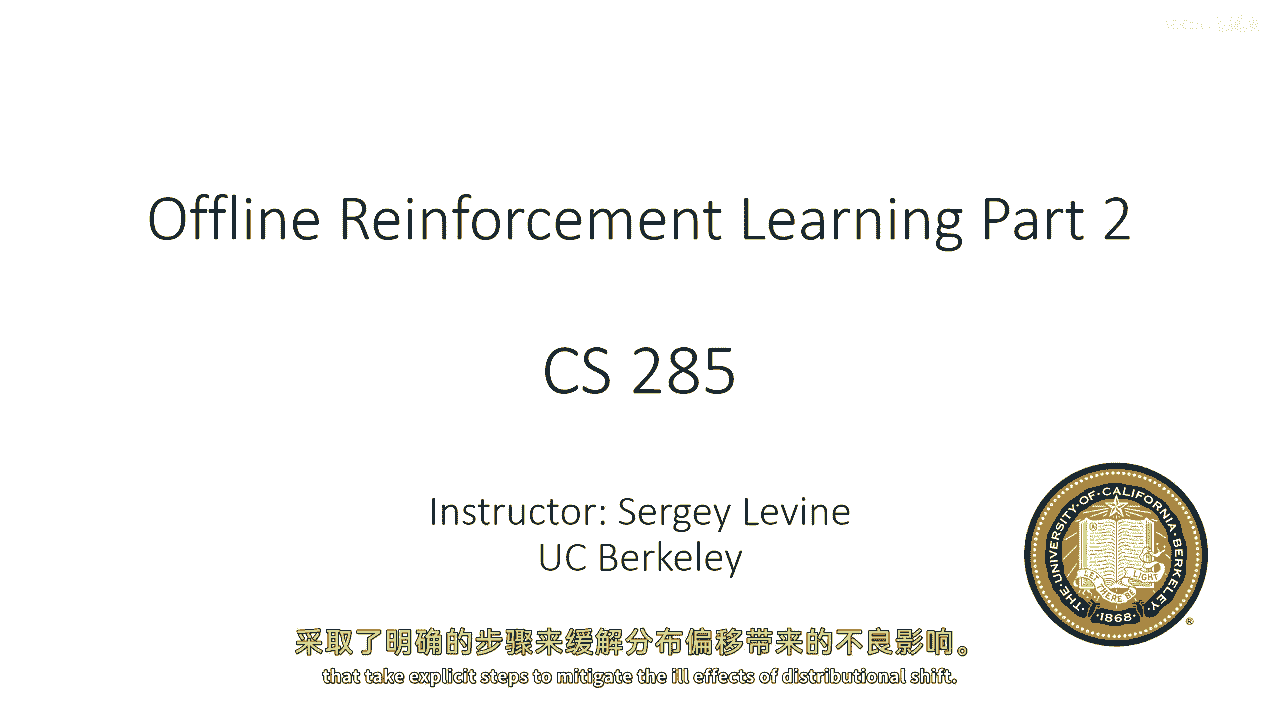 Offline Reinforcement Learning Part 2
CS 285
Instructor: Sergey Levine
UC Berkeley
THE UNIVERSITY OF CALIFORNIA BERKELEY
LET THERE BE LIGHT
·1868·
®
采取了明确的步骤来缓解分布偏移带来的不良影响。
that take explicit steps to mitigate the ill effects of distributional shift.